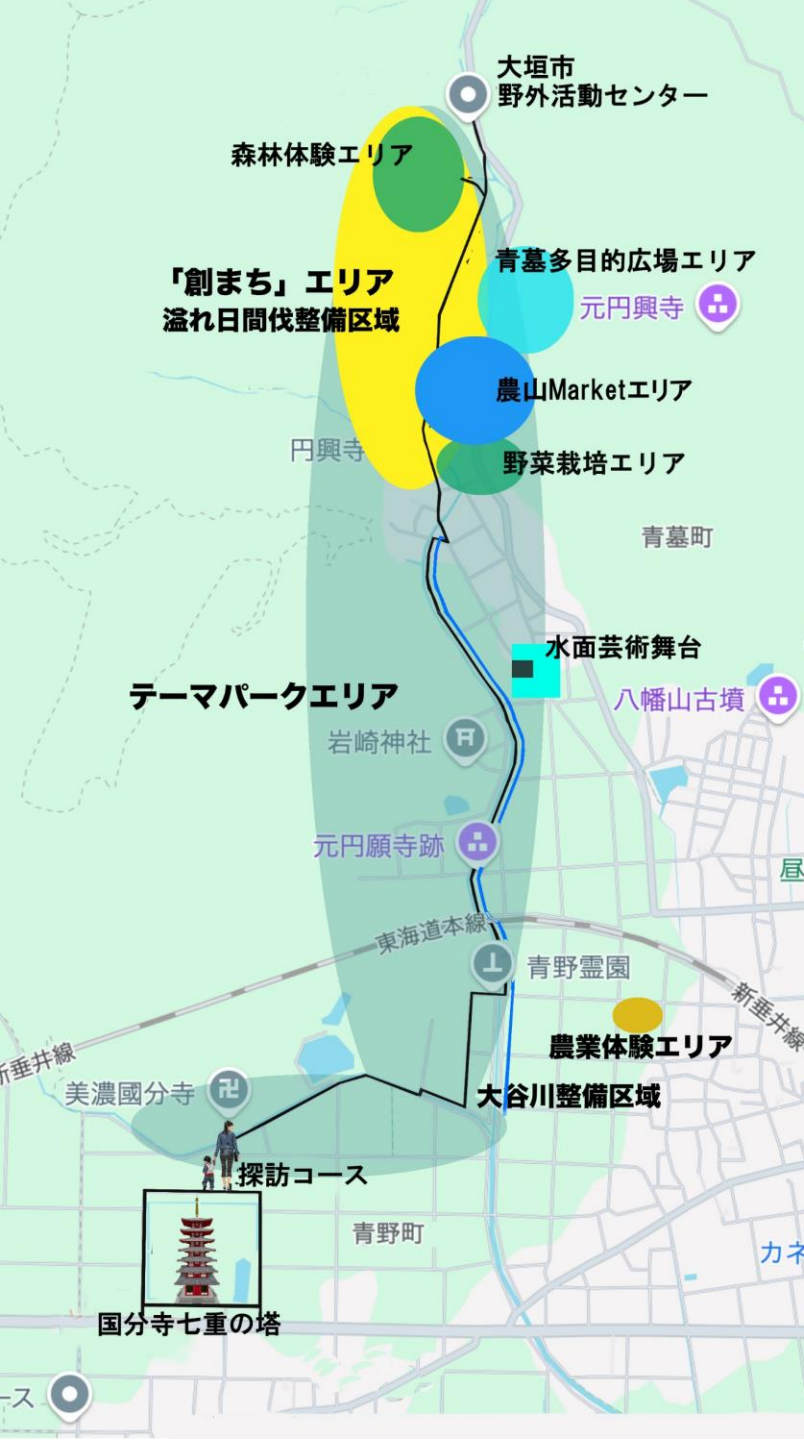 大垣市
野外活動センター
森林体験エリア
青墓多目的広場エリア
「創まち」エリア
溢れ日間伐整備区域
元円興寺
農山Marketエリア
円興寺
野菜栽培エリア
青墓町
水面芸術舞台
テーマパークエリア
八幡山古墳
岩崎神社
元円願寺跡
昼
東海道本線
青野霊園
新垂井線
農業体験エリア
新垂井線
美濃國分寺
大谷川整備区域
探訪コース
青野町
カネ
国分寺七重の塔
ース